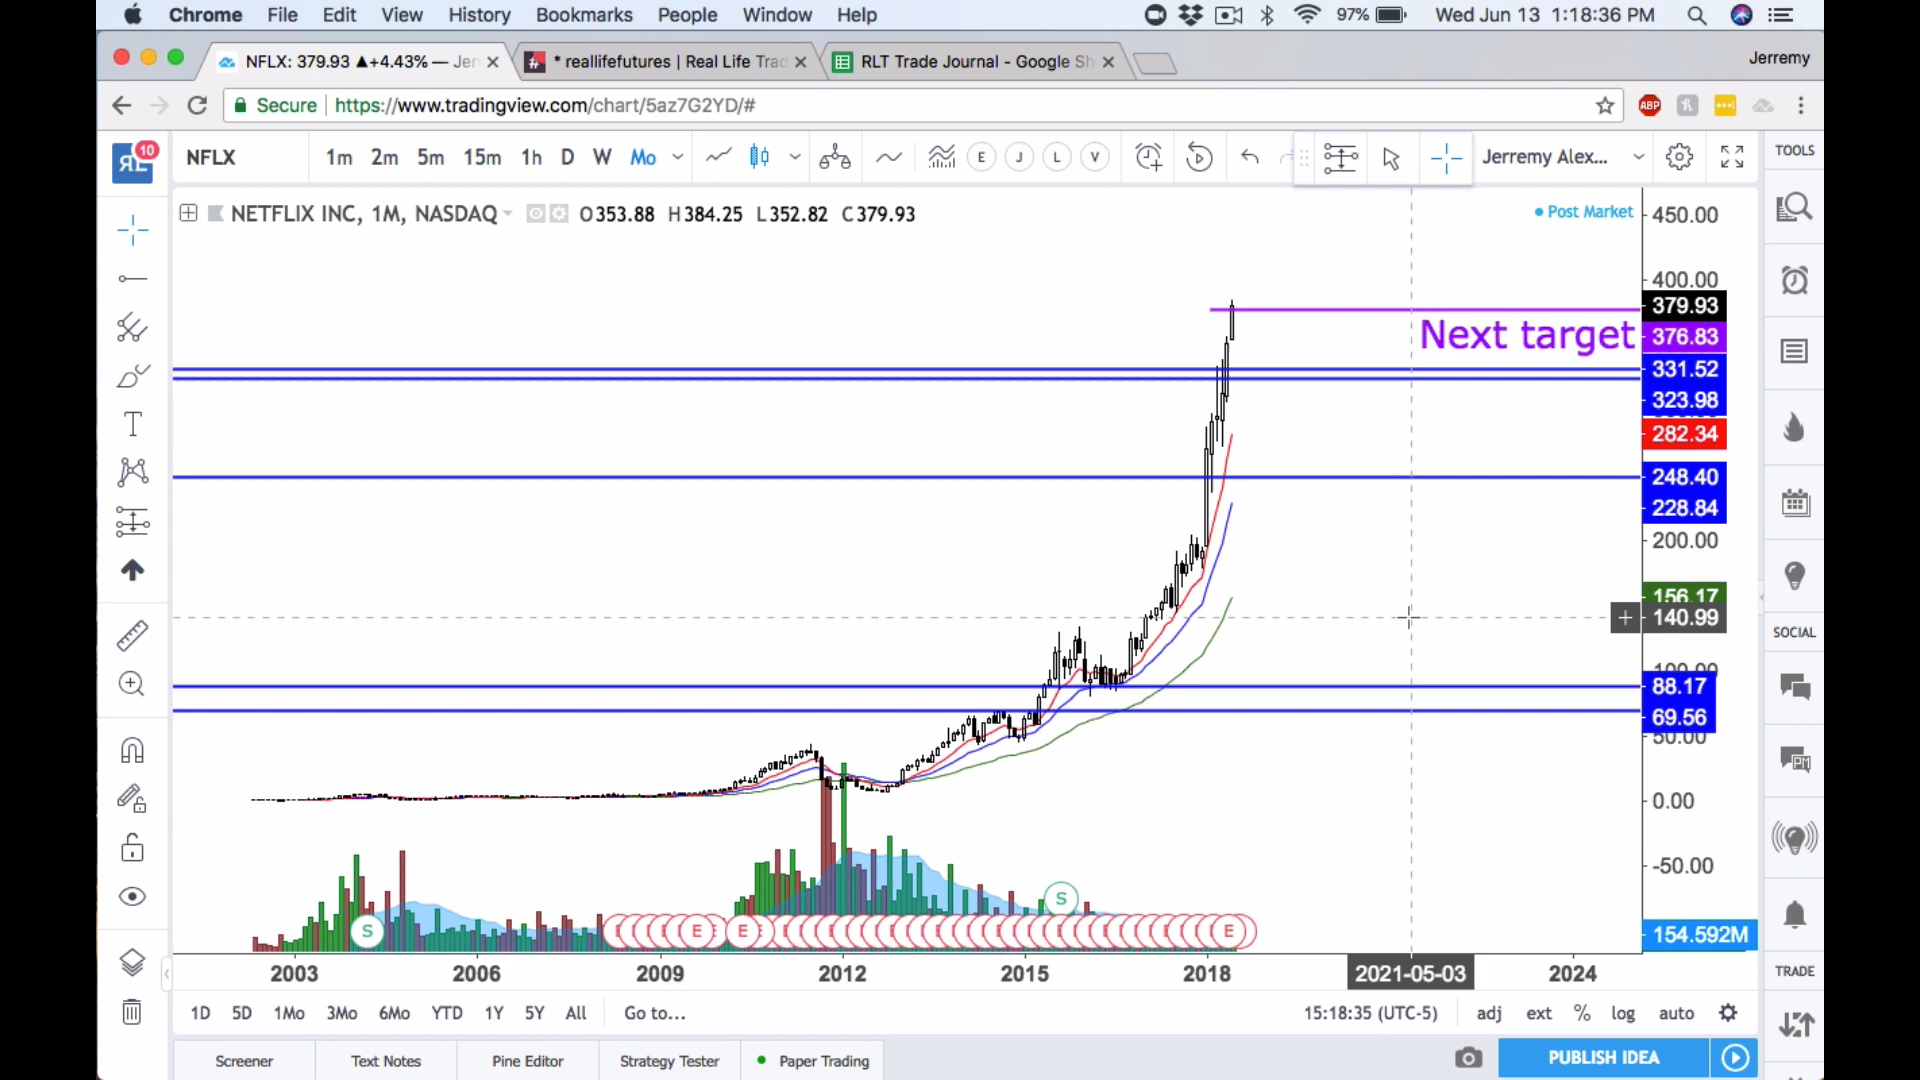 Chrome File Edit View History Bookmarks People Window Help 97% Wed Jun 13 1:18:36 PM
NFLX: 379.93 ▲+4.43% — Jer * reallifefutures | Real Life Trad RLT Trade Journal - Google Sh Jerremy
Secure https://www.tradingview.com/chart/5az7G2YD/# ABP
10 NFLX 1m 2m 5m 15m 1h D W Mo E J L V Jerremy Alex... TOOLS
NETFLIX INC, 1M, NASDAQ O353.88 H384.25 L352.82 C379.93 Post Market 450.00
400.00
379.93
Next target 376.83
331.52
323.98
282.34
248.40
228.84
200.00
156.17
140.99
SOCIAL
100.00
88.17
69.56
50.00
PM
0.00
-50.00
S
S E E E 154.592M
2003 2006 2009 2012 2015 2018 2021-05-03 2024 TRADE
1D 5D 1Mo 3Mo 6Mo YTD 1Y 5Y All Go to... 15:18:35 (UTC-5) adj ext % log auto
Screener Text Notes Pine Editor Strategy Tester Paper Trading PUBLISH IDEA